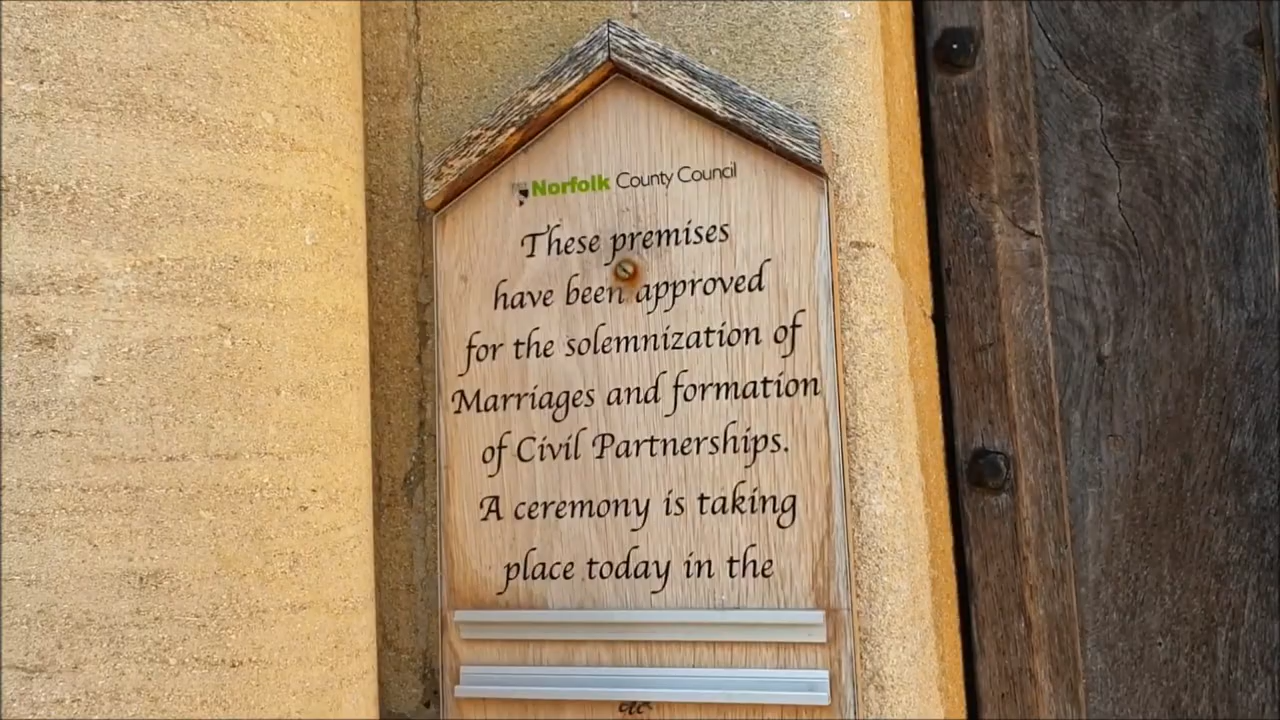 Norfolk County Council
These premises
have been approved
for the solemnization of
Marriages and formation
of Civil Partnerships.
A ceremony is taking
place today in the